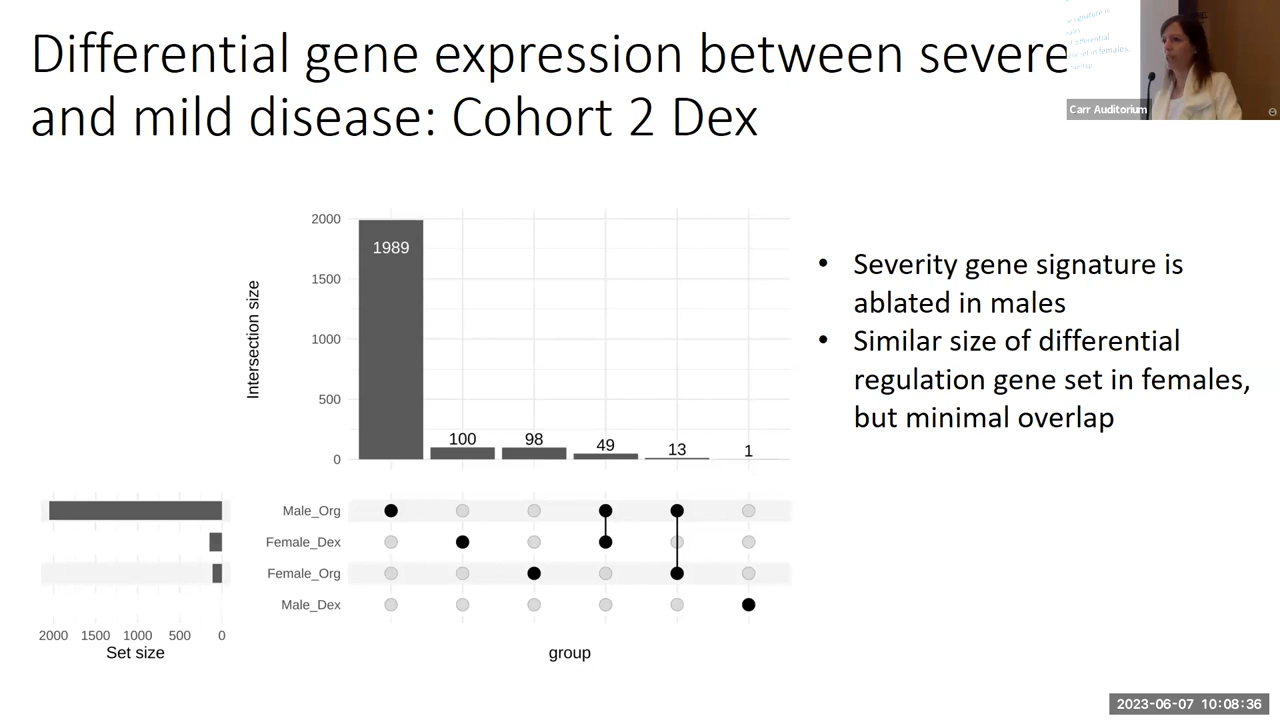 Differential gene expression between severe
and mild disease: Cohort 2 Dex
Carr Auditorium
Severity gene signature is
ablated in males
Similar size of differential
regulation gene set in females,
but minimal overlap
Intersection size
2000
1500
1000
500
0
1989
100
98
49
13
1
Male_Org
Female_Dex
Female_Org
Male_Dex
2000 1500 1000 500 0
Set size
group
2023-06-07 10:08:36